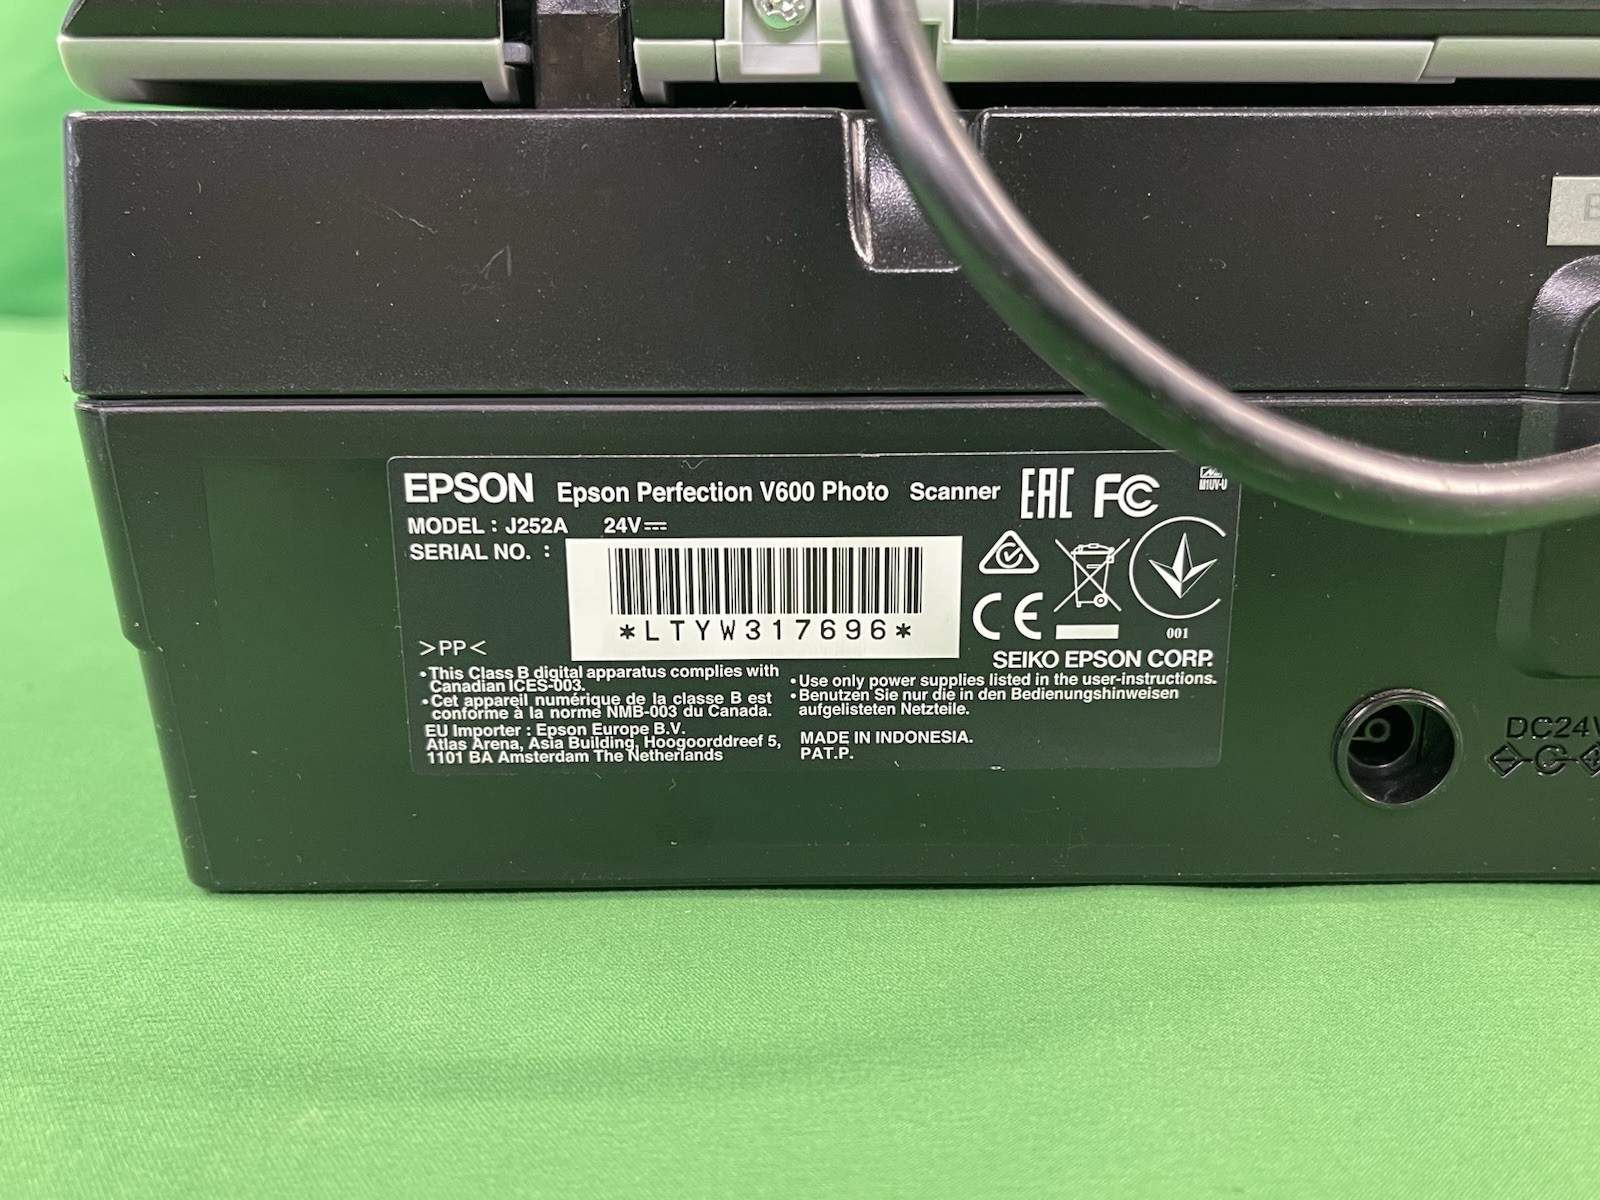 EPSON Epson Perfection V600 Photo Scanner EAC FC
M1UV-U
MODEL : J252A 24V
SERIAL NO. :
*LTYW317696*
CE
001
>PP<
SEIKO EPSON CORP.
•This Class B digital apparatus complies with
Canadian ICES-003.
•Cet appareil numérique de la classe B est
conforme à la norme NMB-003 du Canada.
EU Importer : Epson Europe B.V.
Atlas Arena, Asia Building, Hoogoorddreef 5,
1101 BA Amsterdam The Netherlands
•Use only power supplies listed in the user-instructions.
•Benutzen Sie nur die in den Bedienungshinweisen
aufgelisteten Netzteile.
MADE IN INDONESIA.
PAT.P.
DC24V